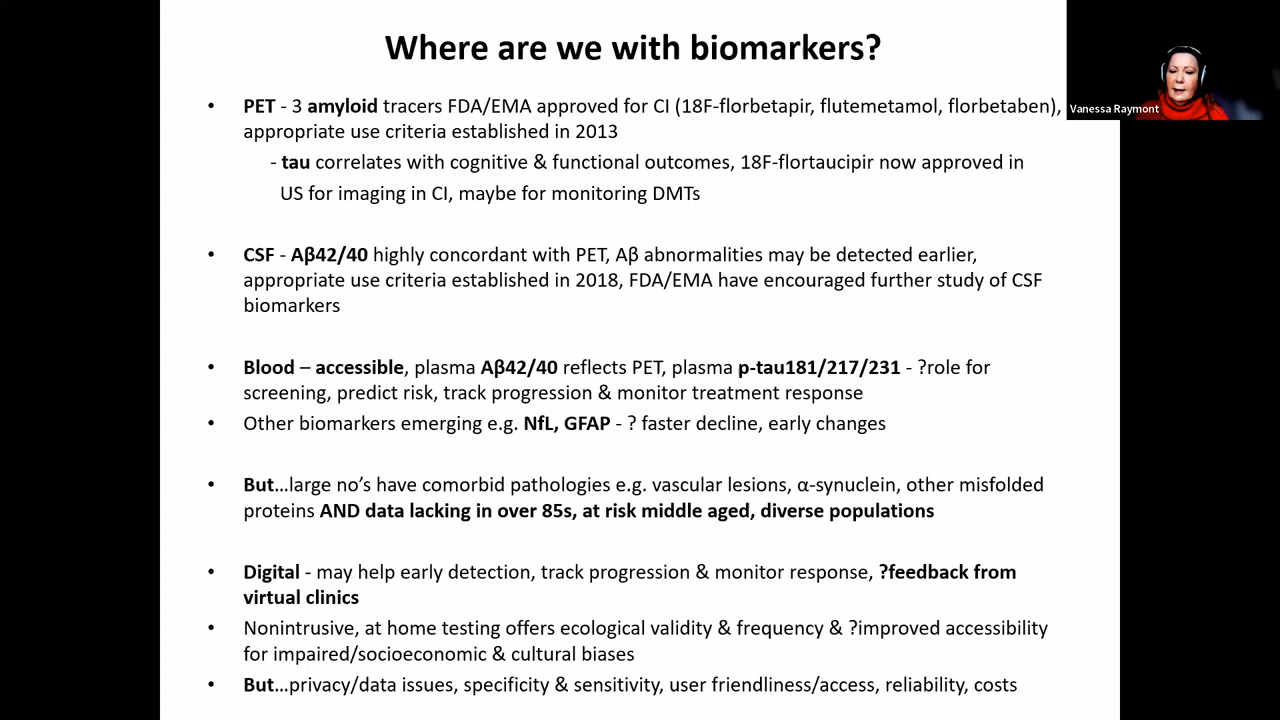 Where are we with biomarkers?
Vanessa Raymont
• PET - 3 amyloid tracers FDA/EMA approved for CI (18F-florbetapir, flutemetamol, florbetaben),
appropriate use criteria established in 2013
- tau correlates with cognitive & functional outcomes, 18F-flortaucipir now approved in
US for imaging in CI, maybe for monitoring DMTs
• CSF - Aβ42/40 highly concordant with PET, Aβ abnormalities may be detected earlier,
appropriate use criteria established in 2018, FDA/EMA have encouraged further study of CSF
biomarkers
• Blood – accessible, plasma Aβ42/40 reflects PET, plasma p-tau181/217/231 - ?role for
screening, predict risk, track progression & monitor treatment response
• Other biomarkers emerging e.g. NfL, GFAP - ? faster decline, early changes
• But…large no’s have comorbid pathologies e.g. vascular lesions, α-synuclein, other misfolded
proteins AND data lacking in over 85s, at risk middle aged, diverse populations
• Digital - may help early detection, track progression & monitor response, ?feedback from
virtual clinics
• Nonintrusive, at home testing offers ecological validity & frequency & ?improved accessibility
for impaired/socioeconomic & cultural biases
• But…privacy/data issues, specificity & sensitivity, user friendliness/access, reliability, costs